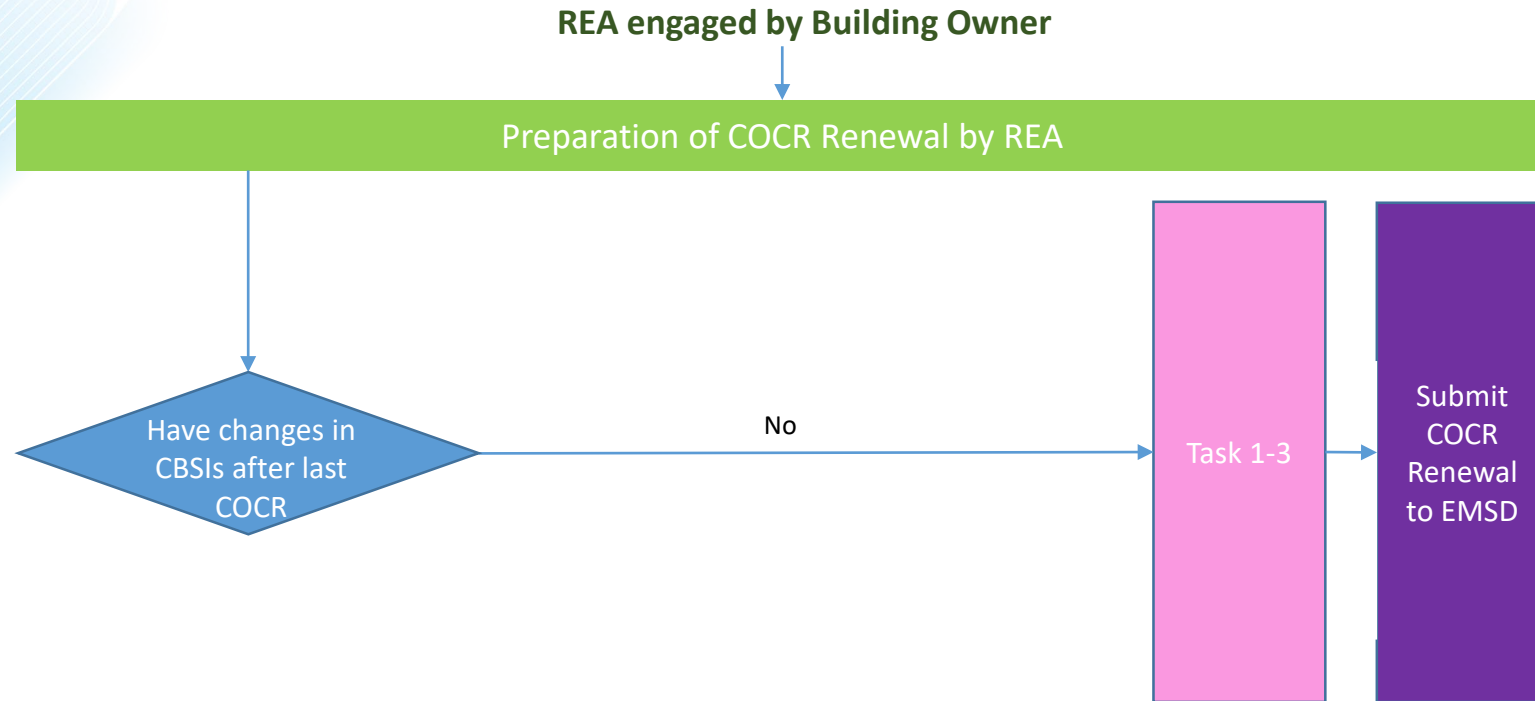 REA engaged by Building Owner
Preparation of COCR Renewal by REA
Have changes in
CBSIs after last
COCR
No
Task 1-3
Submit
COCR
Renewal
to EMSD